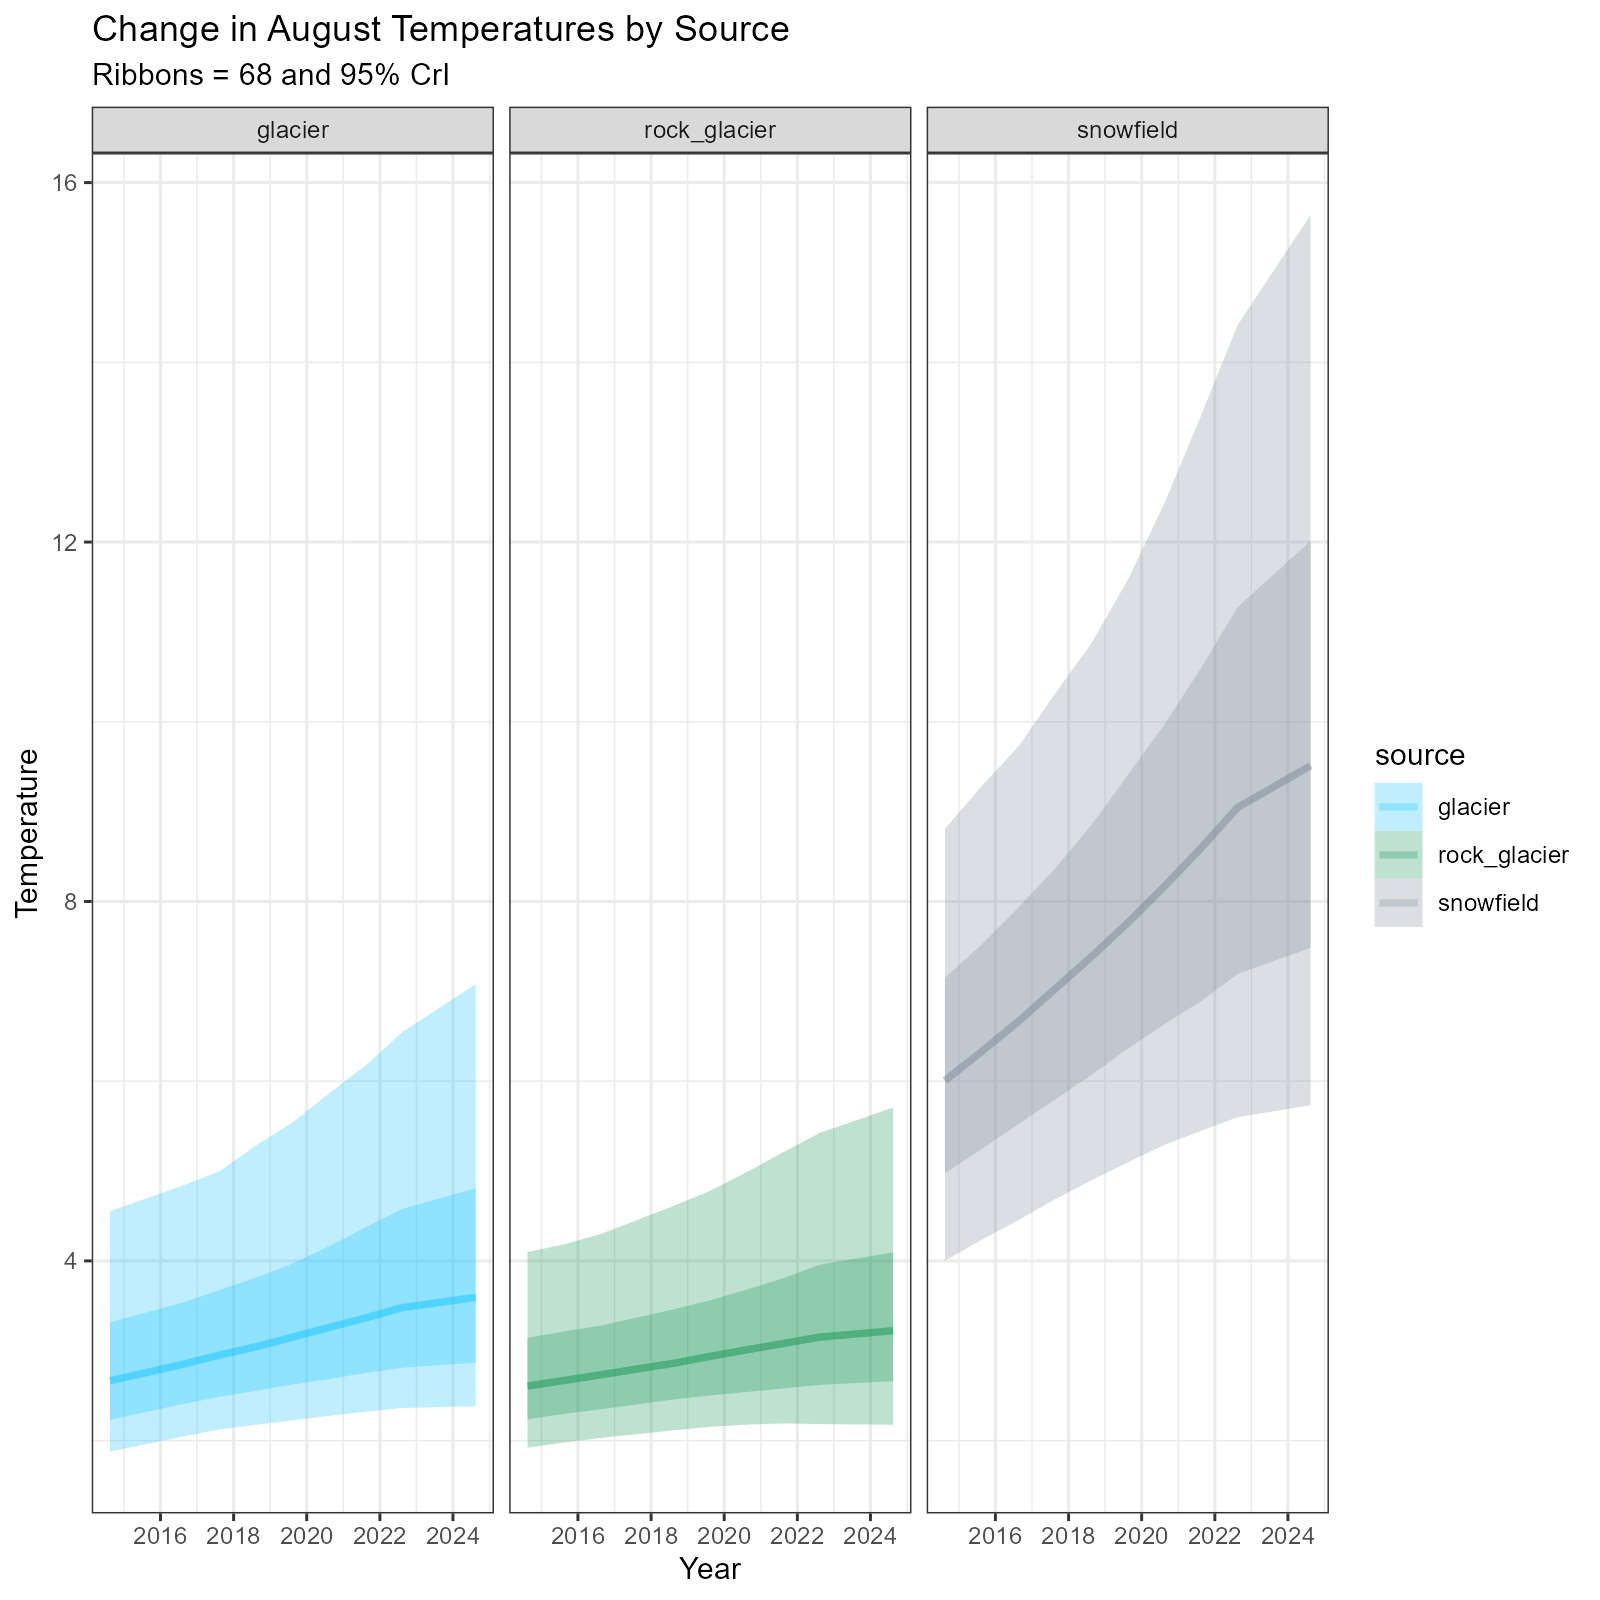 Change in August Temperatures by Source
Ribbons = 68 and 95% CrI
glacier
rock_glacier
snowfield
16
12
8
4
Temperature
2016 2018 2020 2022 2024
2016 2018 2020 2022 2024
2016 2018 2020 2022 2024
Year
source
glacier
rock_glacier
snowfield